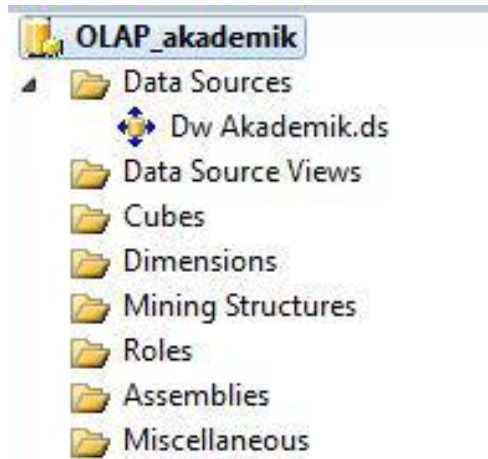 OLAP_akademik
Data Sources
Dw Akademik.ds
Data Source Views
Cubes
Dimensions
Mining Structures
Roles
Assemblies
Miscellaneous